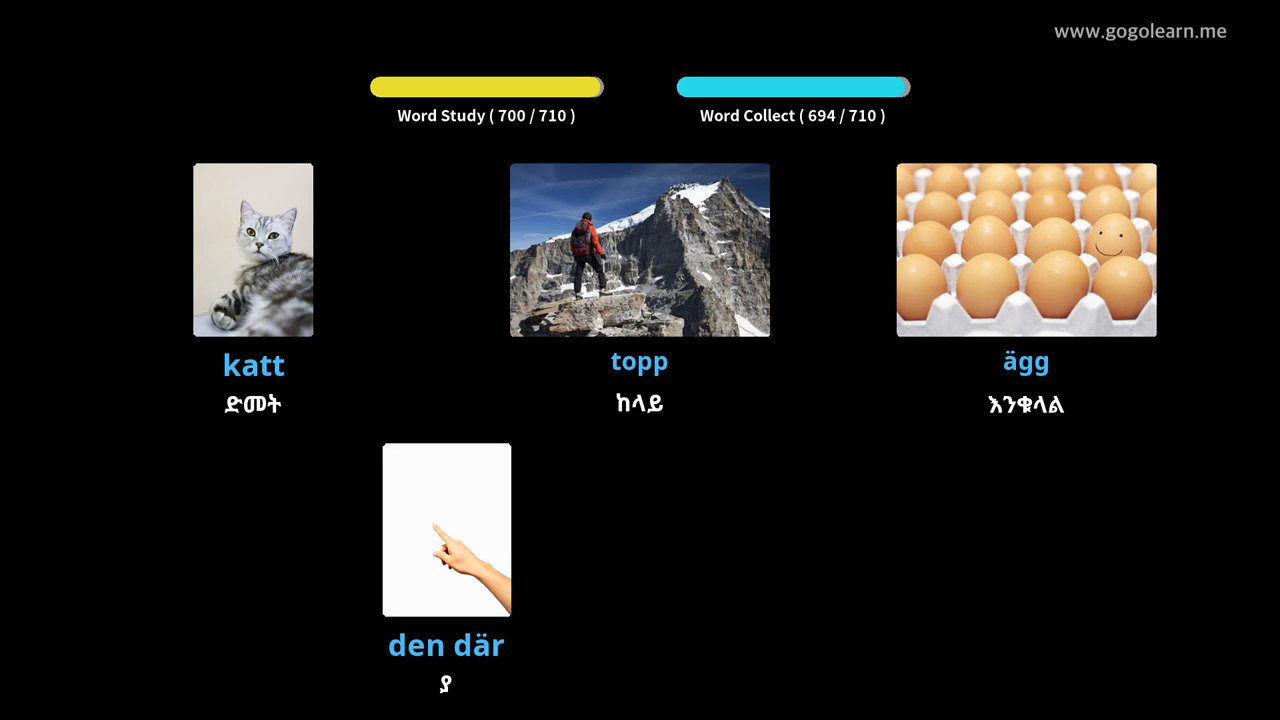 www.gogolearn.me
Word Study ( 700 / 710 )
Word Collect ( 694 / 710 )
katt
ድመት
topp
ከላይ
ägg
እንቁላል
den där
ያ